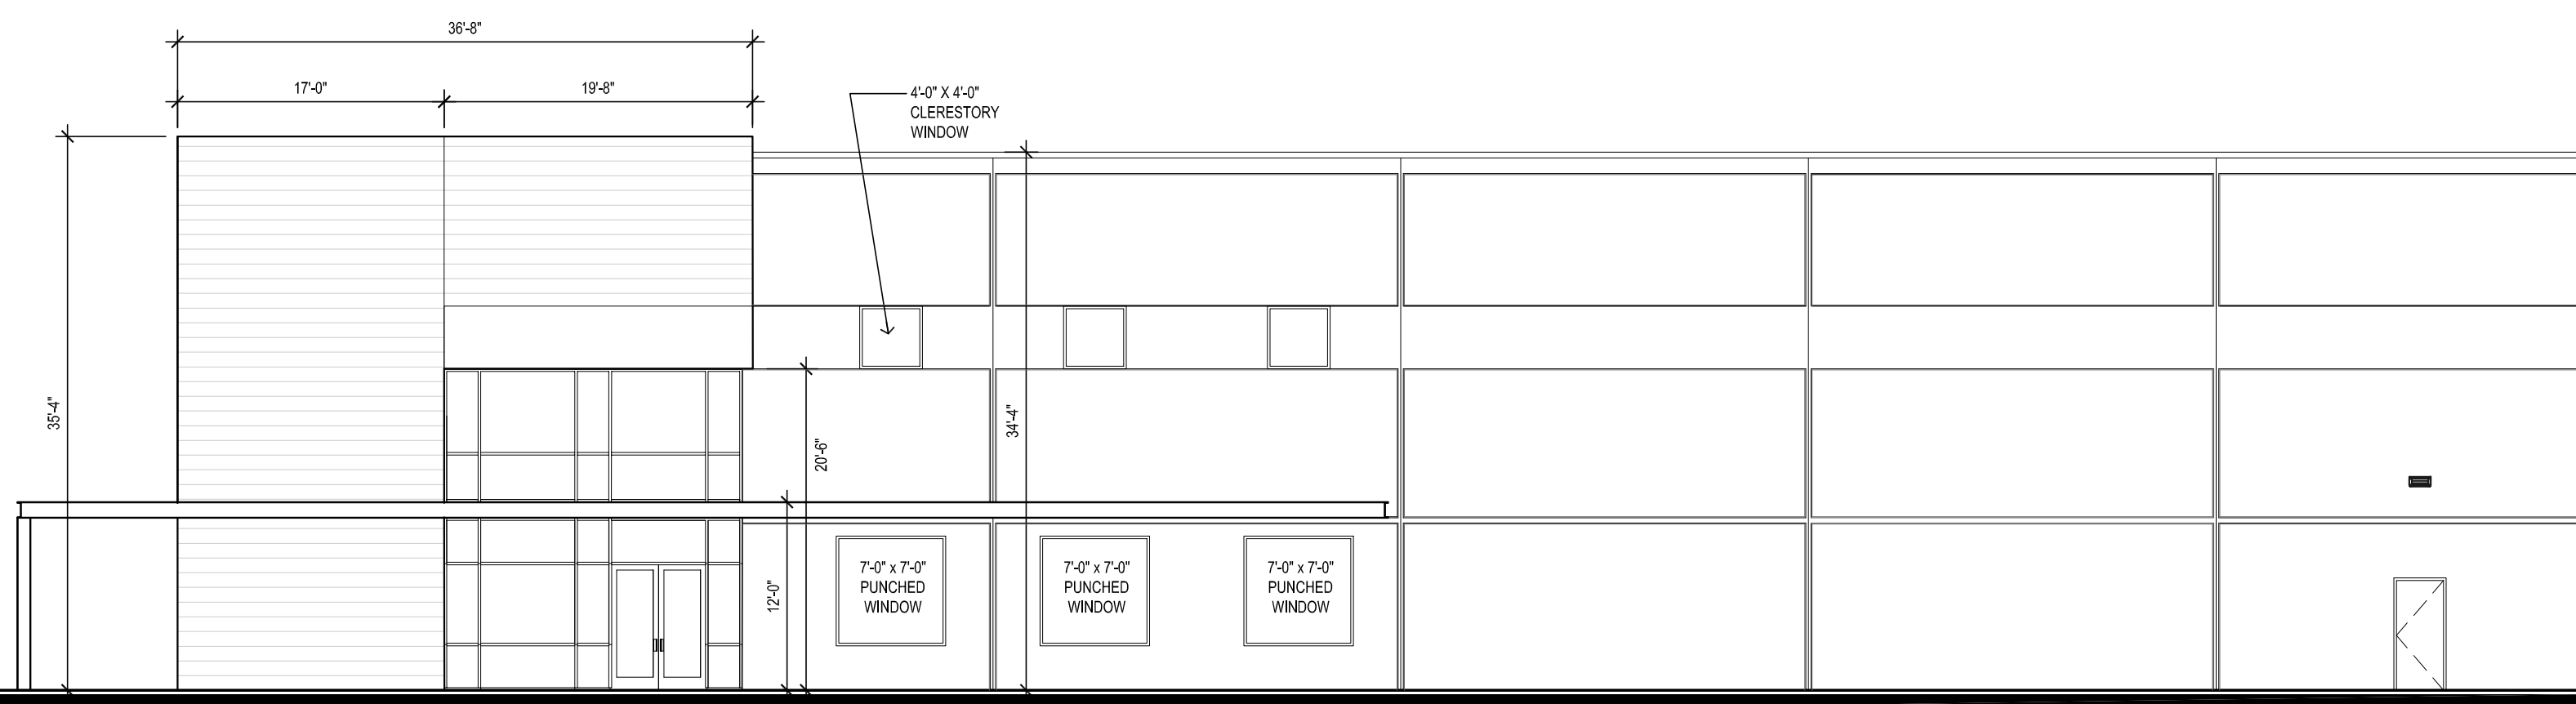 36'-8"
17'-0"
19'-8"
4'-0" X 4'-0"
CLERESTORY
WINDOW
35'-4"
34'-4"
20'-6"
12'-0"
7'-0" x 7'-0"
PUNCHED
WINDOW
7'-0" x 7'-0"
PUNCHED
WINDOW
7'-0" x 7'-0"
PUNCHED
WINDOW